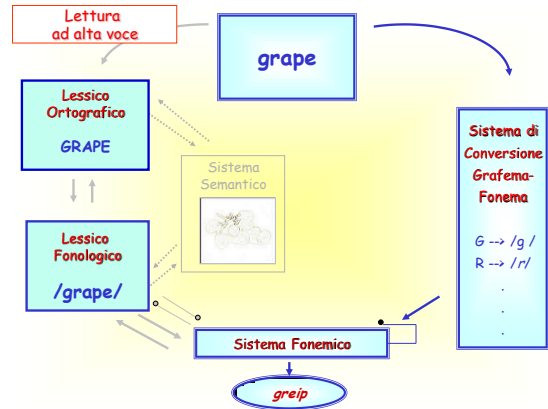 Lettura
ad alta voce
grape
Lessico
Ortografico
GRAPE
Sistema
Semantico
Lessico
Fonologico
/grape/
Sistema di
Conversione
Grafema-
Fonema
G --> /g /
R --> /r/
.
.
.
Sistema Fonemico
greip